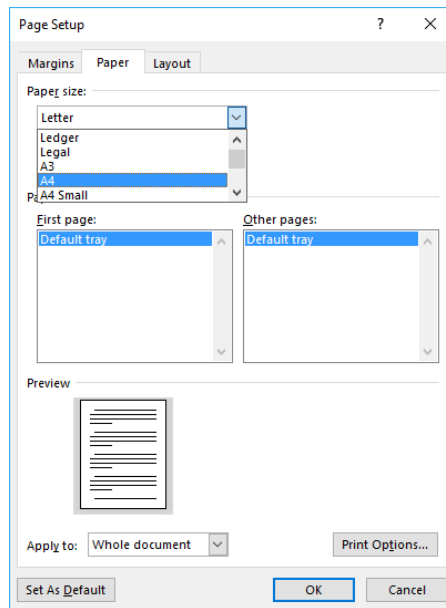 Page Setup ?
Margins Paper Layout
Paper size:
Letter
Ledger
Legal
A3
A4
A4 Small
First page: Other pages:
Default tray Default tray
Preview
Apply to: Whole document Print Options...
Set As Default OK Cancel